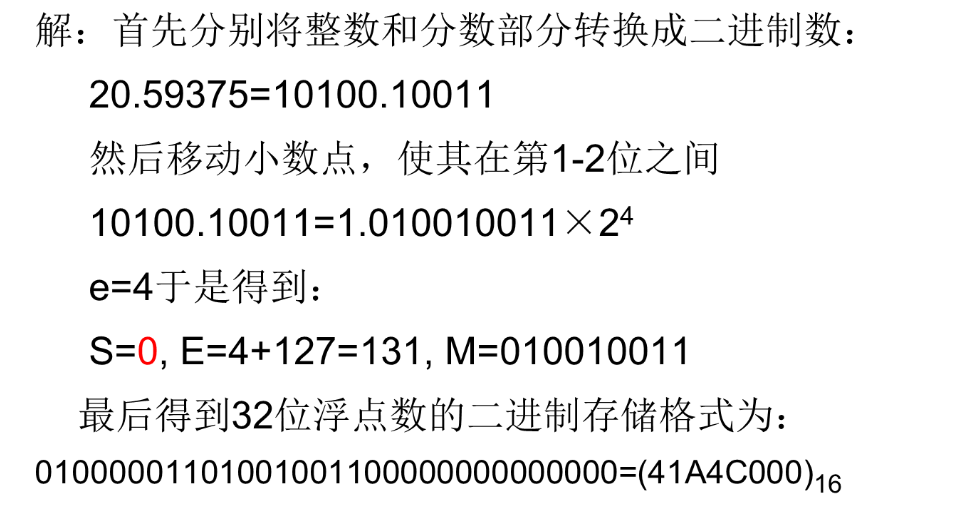 解：首先分别将整数和分数部分转换成二进制数：
20.59375=10100.10011
然后移动小数点，使其在第1-2位之间
10100.10011=1.010010011×2⁴
e=4于是得到：
S=0, E=4+127=131, M=010010011
最后得到32位浮点数的二进制存储格式为：
01000001101001001100000000000000=(41A4C000)₁₆